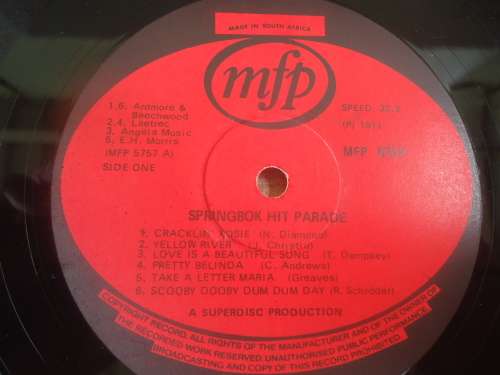 MADE IN SOUTH AFRICA
mfp
1,6. Ardmore &
Beechwood
2,4. Laetrec
3. Angela Music
5. E.H. Morris
(MFP 5757 A)
SIDE ONE
SPEED.
(P) 1971
MFP
SPRINGBOK HIT PARADE
1. CRACKLIN' ROSIE (N. Diamond)
2. YELLOW RIVER (J. Christie)
3. LOVE IS A BEAUTIFUL SONG (T. Dempsey)
4. PRETTY BELINDA (C. Andrews)
5. TAKE A LETTER MARIA (Greaves)
6. SCOOBY DOOBY DUM DUM DAY (R. Schroder)
A SUPERDISC PRODUCTION
COPYRIGHT RECORD. ALL RIGHTS OF THE MANUFACTURER AND OF THE OWNER OF
THE RECORDED WORK RESERVED. UNAUTHORISED PUBLIC PERFORMANCE,
BROADCASTING AND COPY OF THIS RECORD PROHIBITED